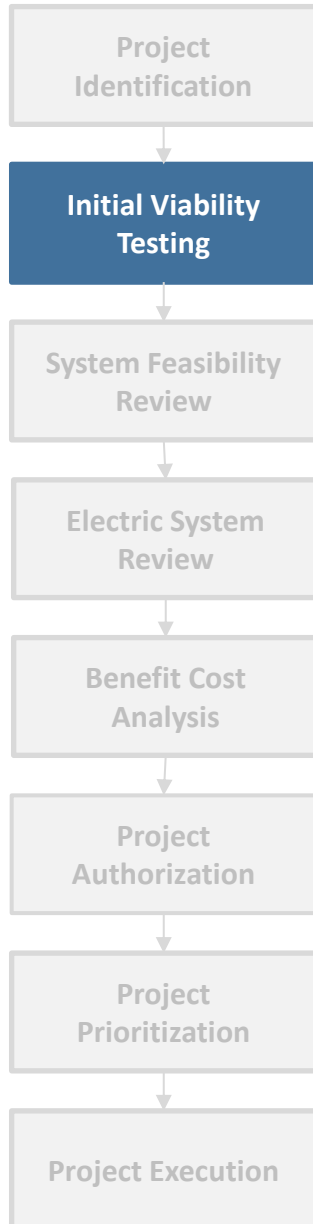 Project
Identification
Initial Viability
Testing
System Feasibility
Review
Electric System
Review
Benefit Cost
Analysis
Project
Authorization
Project
Prioritization
Project Execution